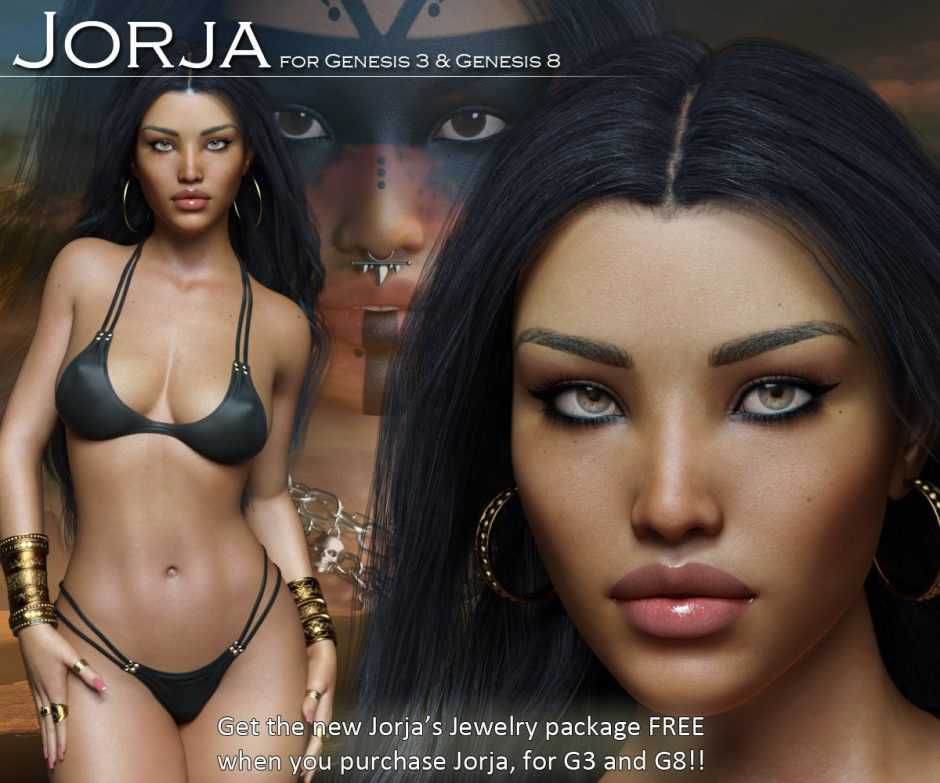 JORJA FOR GENESIS 3 & GENESIS 8
Get the new Jorja’s Jewelry package FREE
when you purchase Jorja, for G3 and G8!!